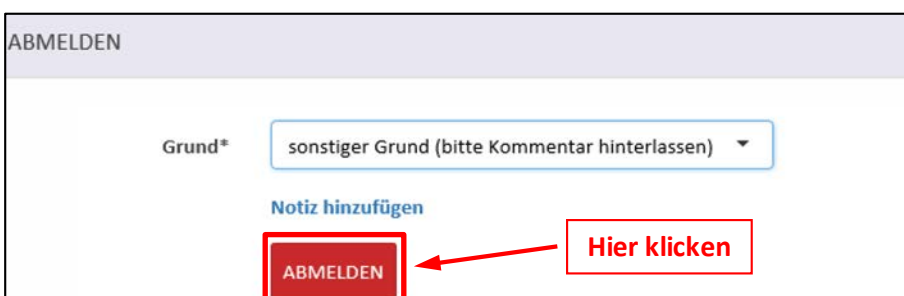 ABMELDEN
Grund* sonstiger Grund (bitte Kommentar hinterlassen)
Notiz hinzufügen
Hier klicken
ABMELDEN